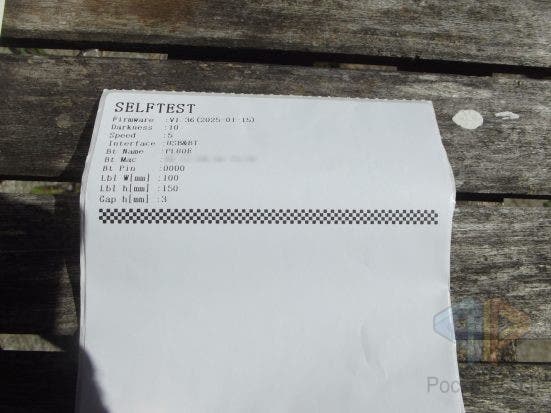 SELFTEST
Firmware :V1.36(2025-01-15)
Darkness :10
Speed :5
Interface :USB&BT
Bt Name :PL80E
Bt Mac :
Bt Pin :0000
Lbl W[mm] :100
Lbl h[mm] :150
Gap h[mm] :3